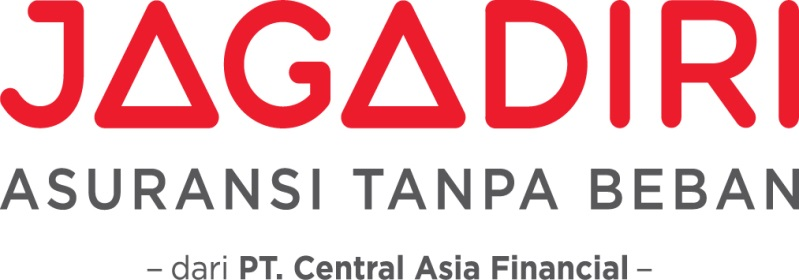 JAGADIRI
ASURANSI TANPA BEBAN
– dari PT. Central Asia Financial –